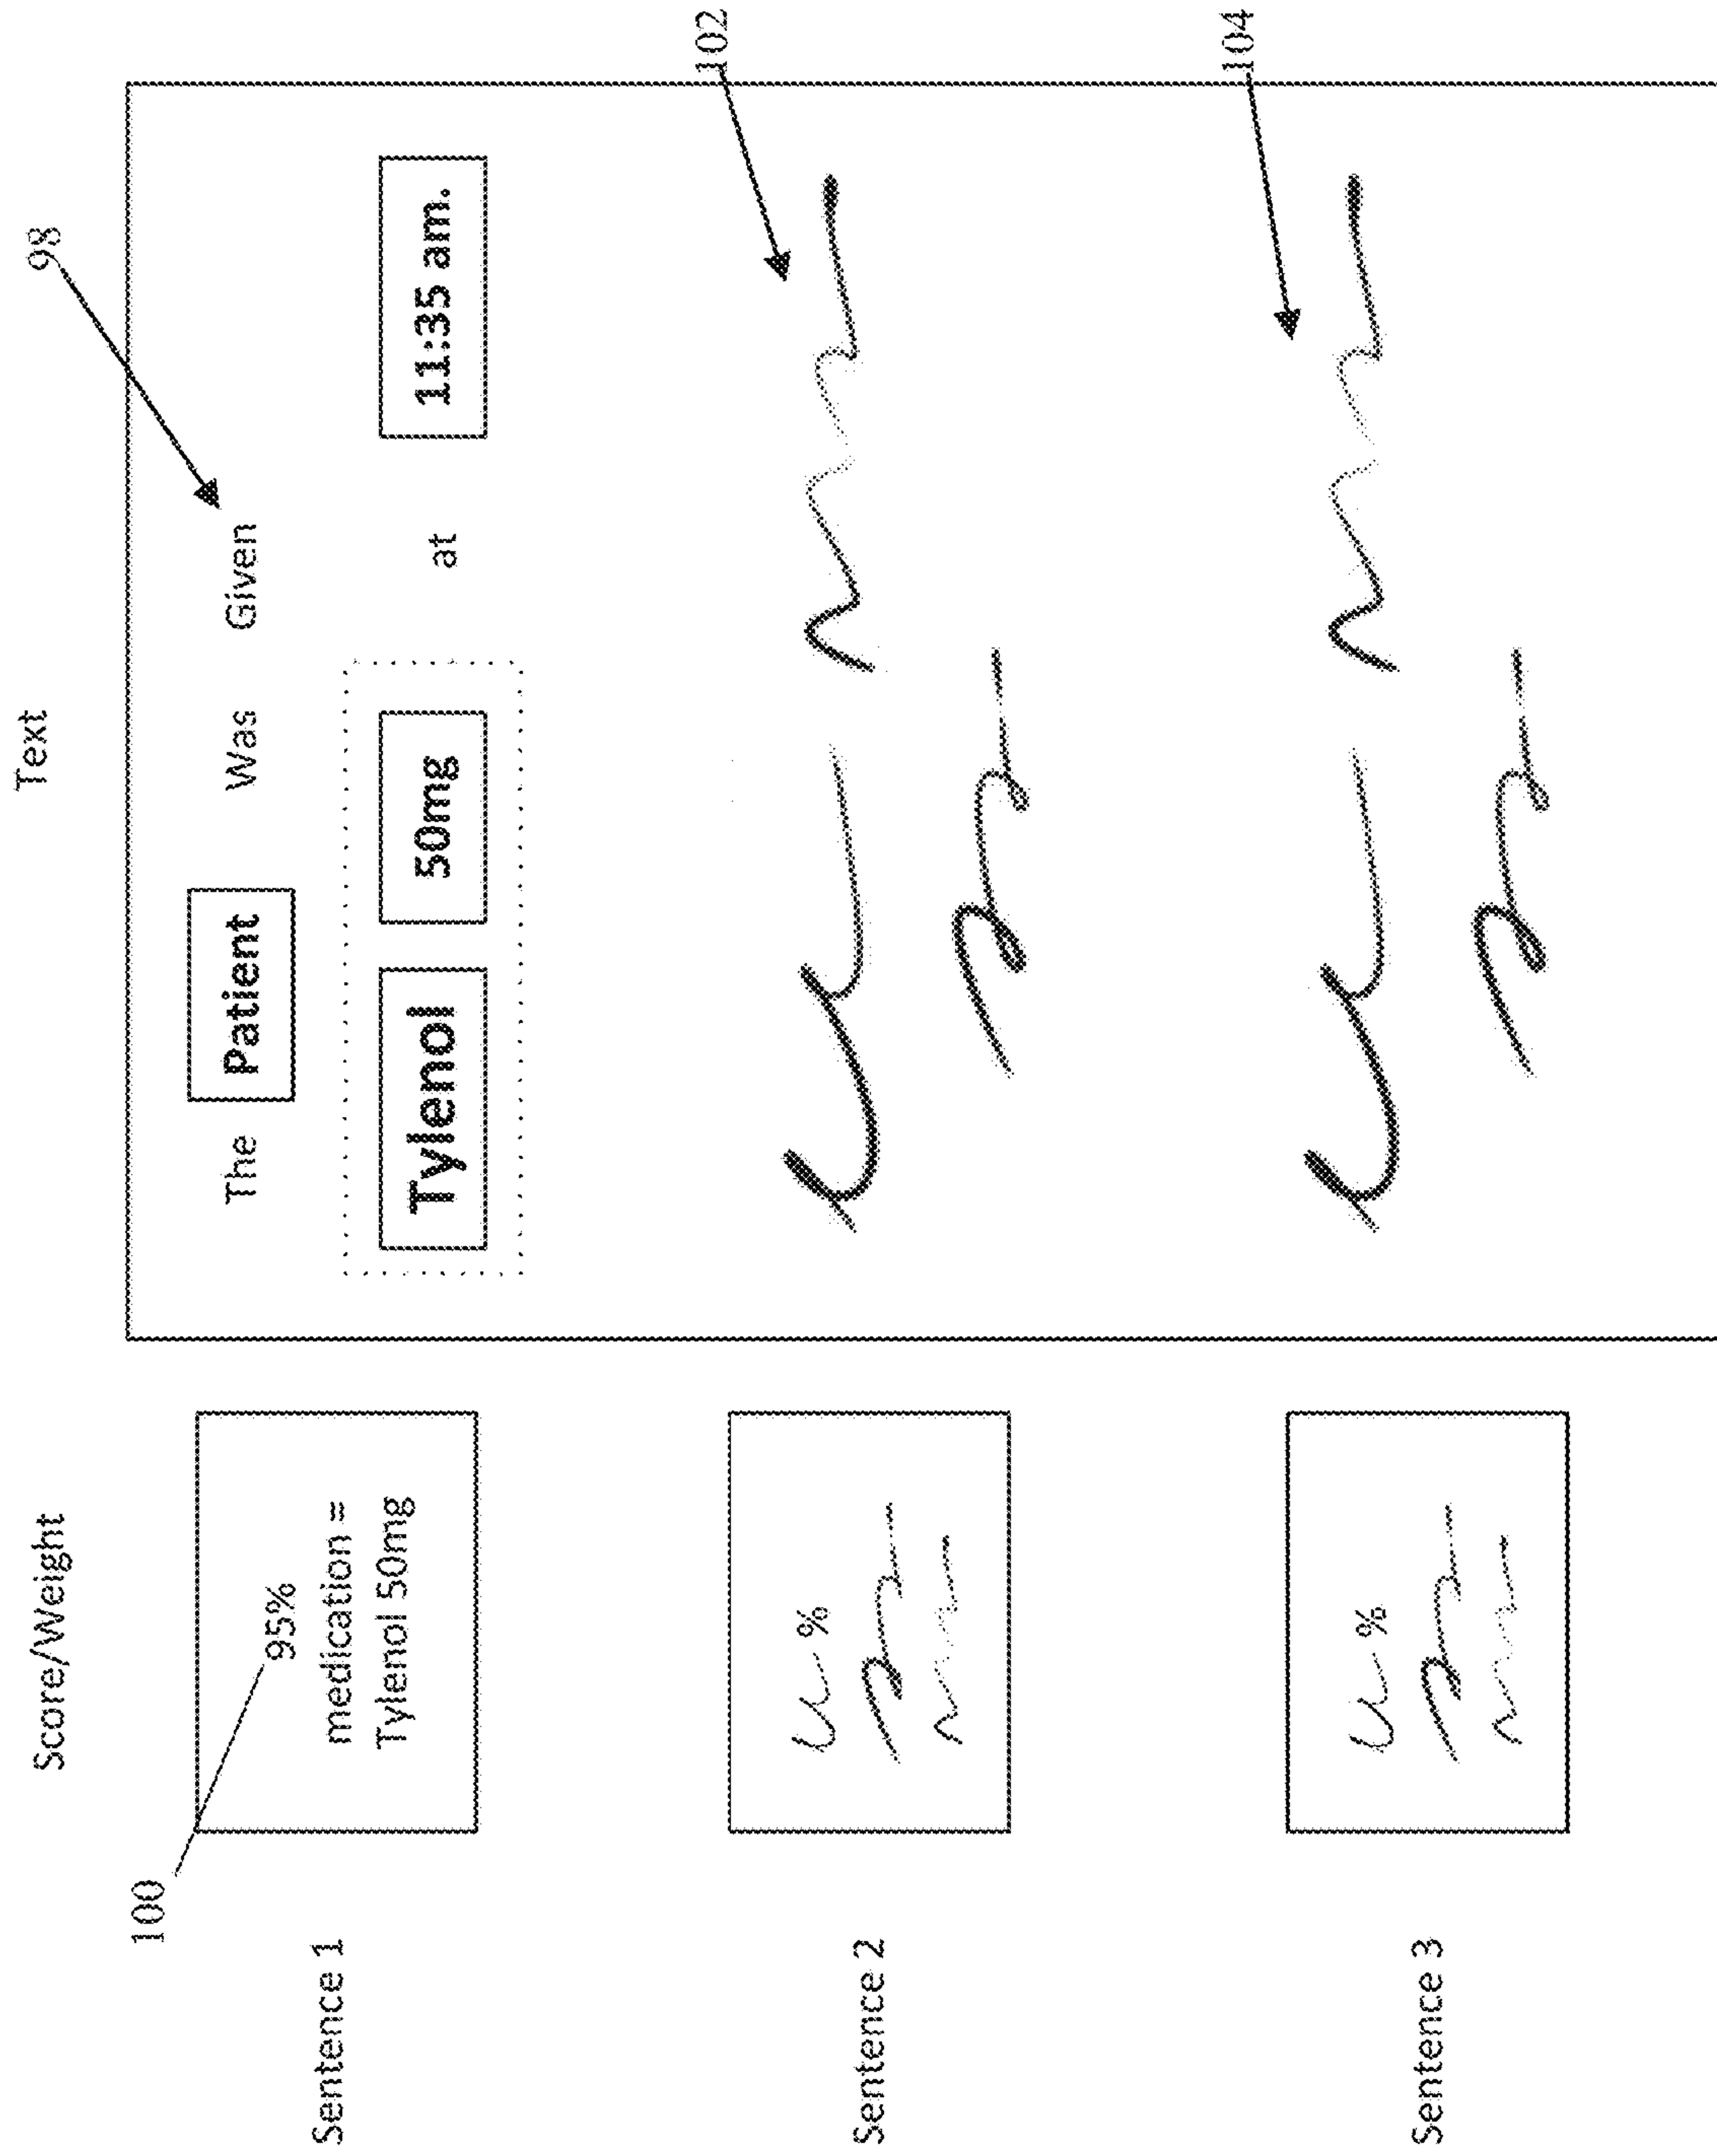 Score/Weight
Text
98
100
Sentence 1
95%
medication =
Tylenol 50mg
The Patient Was Given
Tylenol 50mg at 11:35 am.
102
Sentence 2
%
104
Sentence 3
%